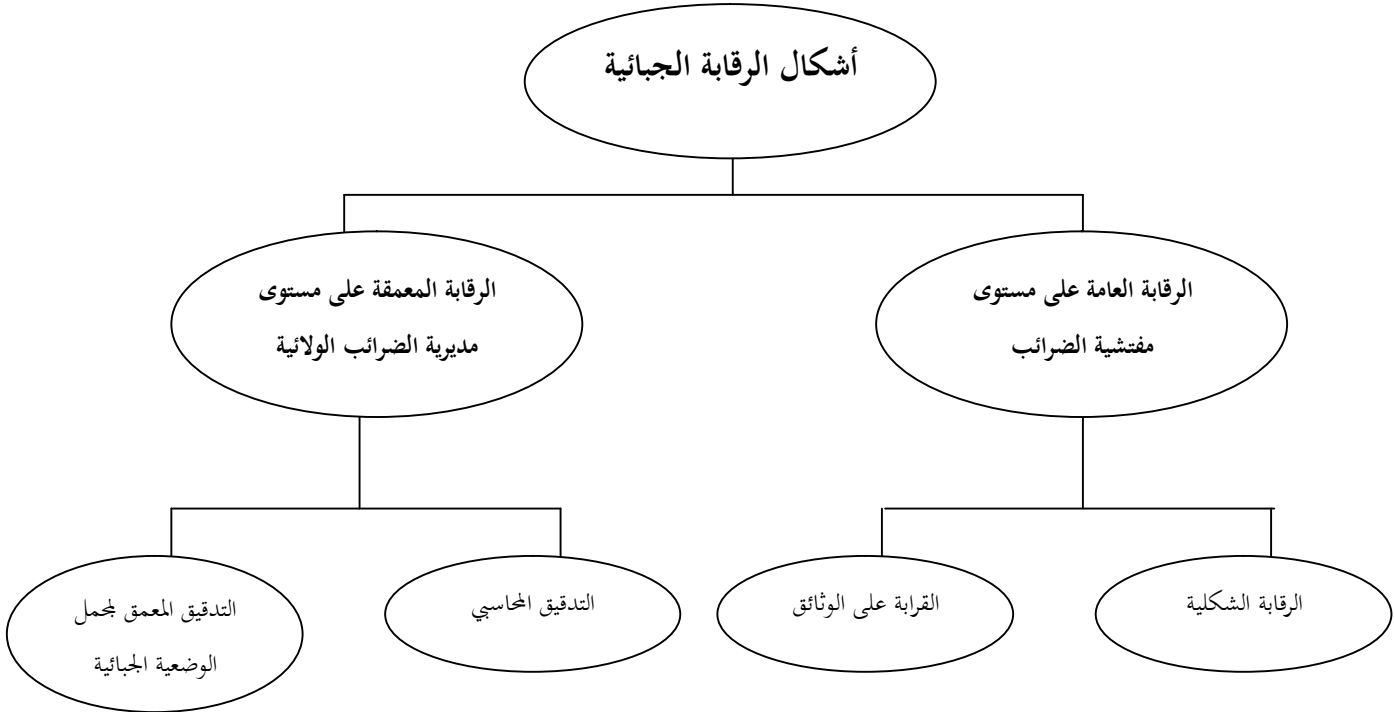 أشكال الرقابة الجبائية
الرقابة العامة على مستوى
مفتشية الضرائب
الرقابة المعمقة على مستوى
مديرية الضرائب الولائية
الرقابة الشكلية
القرابة على الوثائق
التدقيق المحاسبي
التدقيق المعمق لمجمل
الوضعية الجبائية